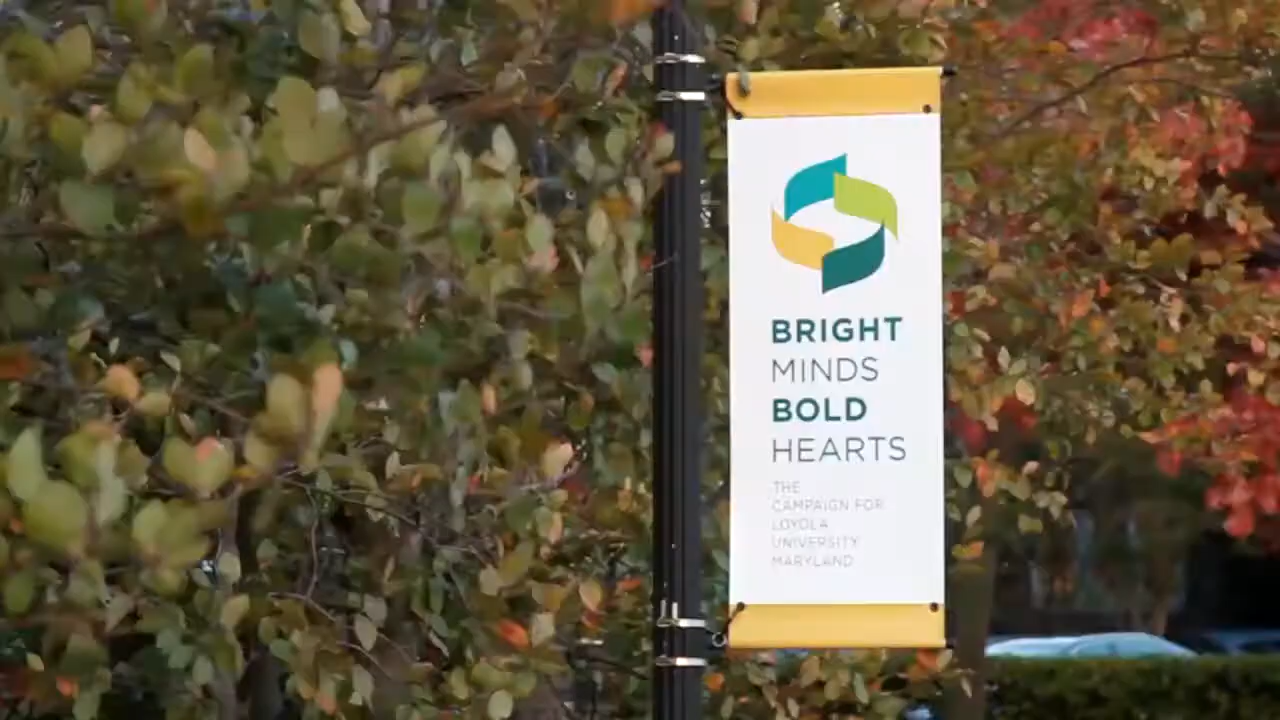 BRIGHT
MINDS
BOLD
HEARTS
THE
CAMPAIGN FOR
LOYOLA
UNIVERSITY
MARYLAND